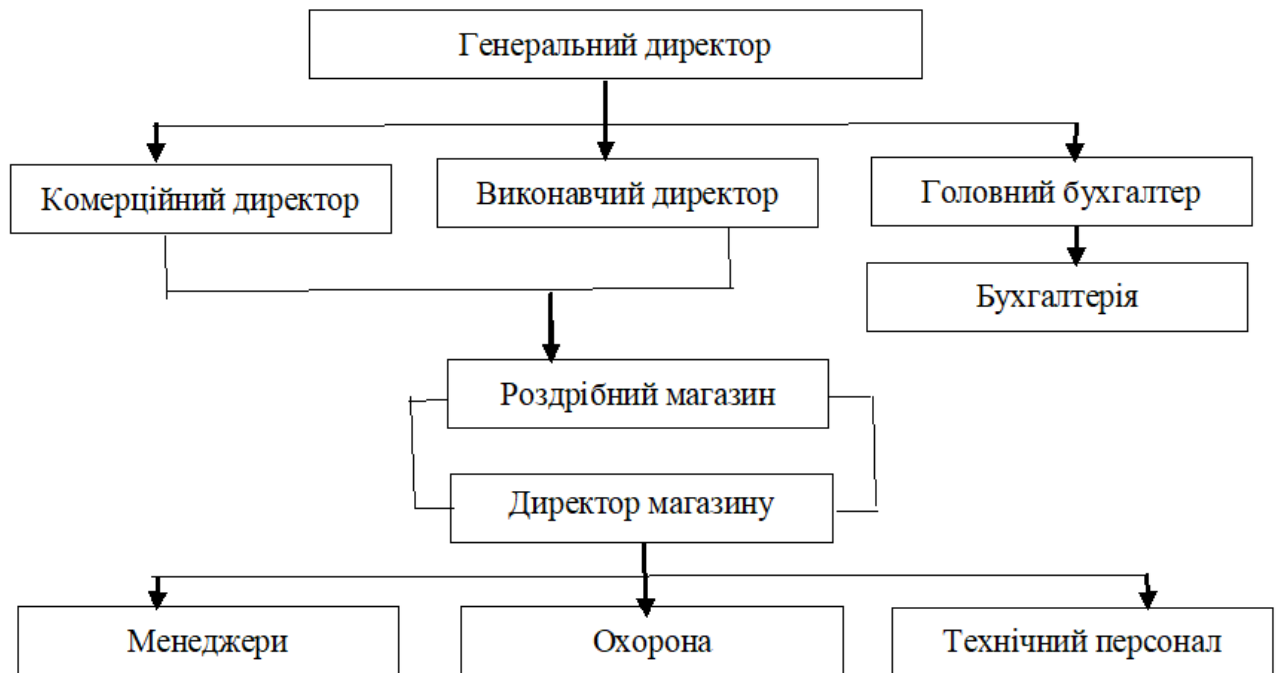 Генеральний директор
Комерційний директор
Виконавчий директор
Головний бухгалтер
Бухгалтерія
Роздрібний магазин
Директор магазину
Менеджери
Охорона
Технічний персонал